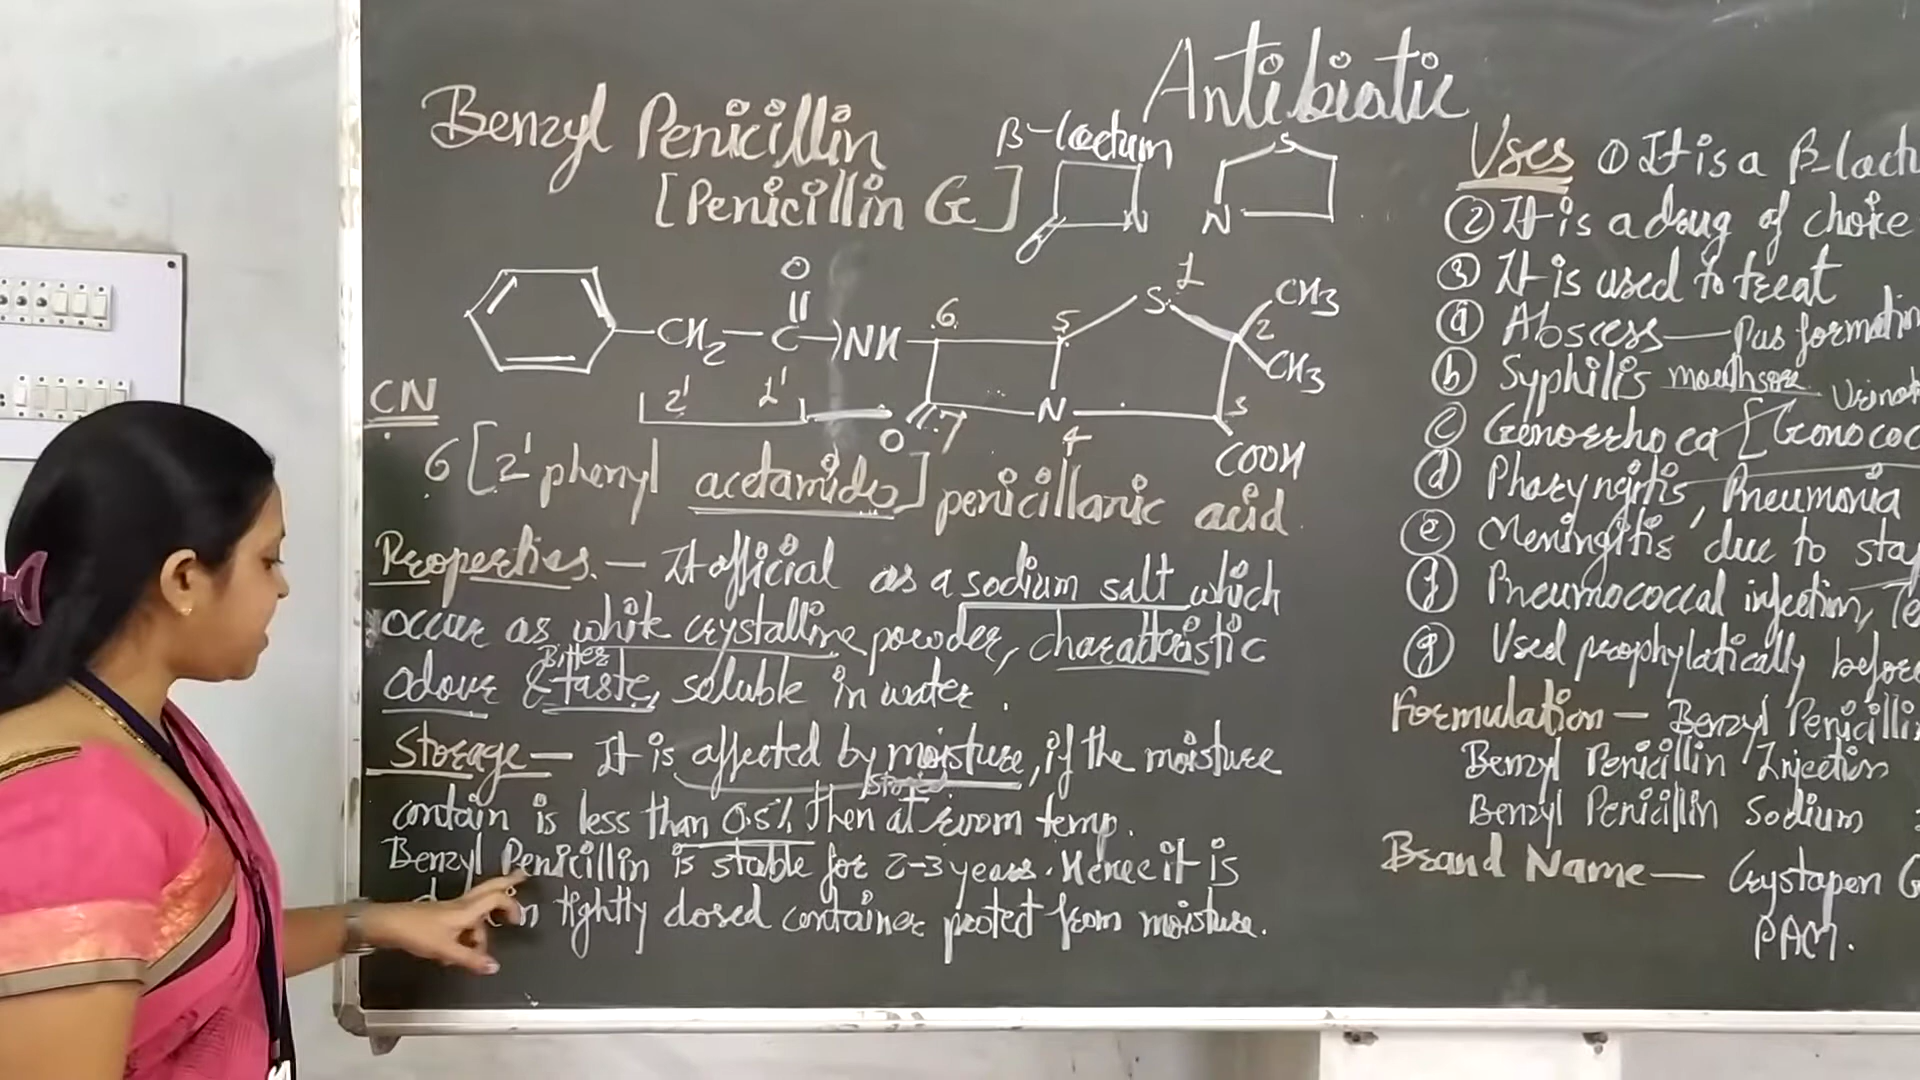 Antibiotic
Benzyl Penicillin
[Penicillin G]
β-lactum
N
S
N
O
CH2 — C — NH
6
5
S
1
2
CH3
CH3
3
COOH
N
4
7
O
2'
1'
CN
6 [2' phenyl acetamido] penicillanic acid
Properties. — It official as a sodium salt which
occur as white crystalline powder, characteristic
Bitter
odour & taste, soluble in water.
Storage — It is affected by moisture, if the moisture
stored
contain is less than 0.5% then at room temp.
Benzyl Penicillin is stable for 2-3 years. Hence it is
in tightly closed container protect from moisture.
Uses ① It is a β-lactu
② It is a drug of choice
③ It is used to treat
ⓐ Abscess — Pus formation
ⓑ Syphilis mouthsore
ⓒ Gonorrhoea [Gonococ
ⓓ Pharyngitis, Pneumonia
ⓔ Meningitis due to sta
ⓕ Pneumococcal infection,
ⓖ Used prophylatically before
Formulation — Benzyl Penicillin
Benzyl Penicillin Injection
Benzyl Penicillin Sodium
Brand Name — Crystapen G
PAM.